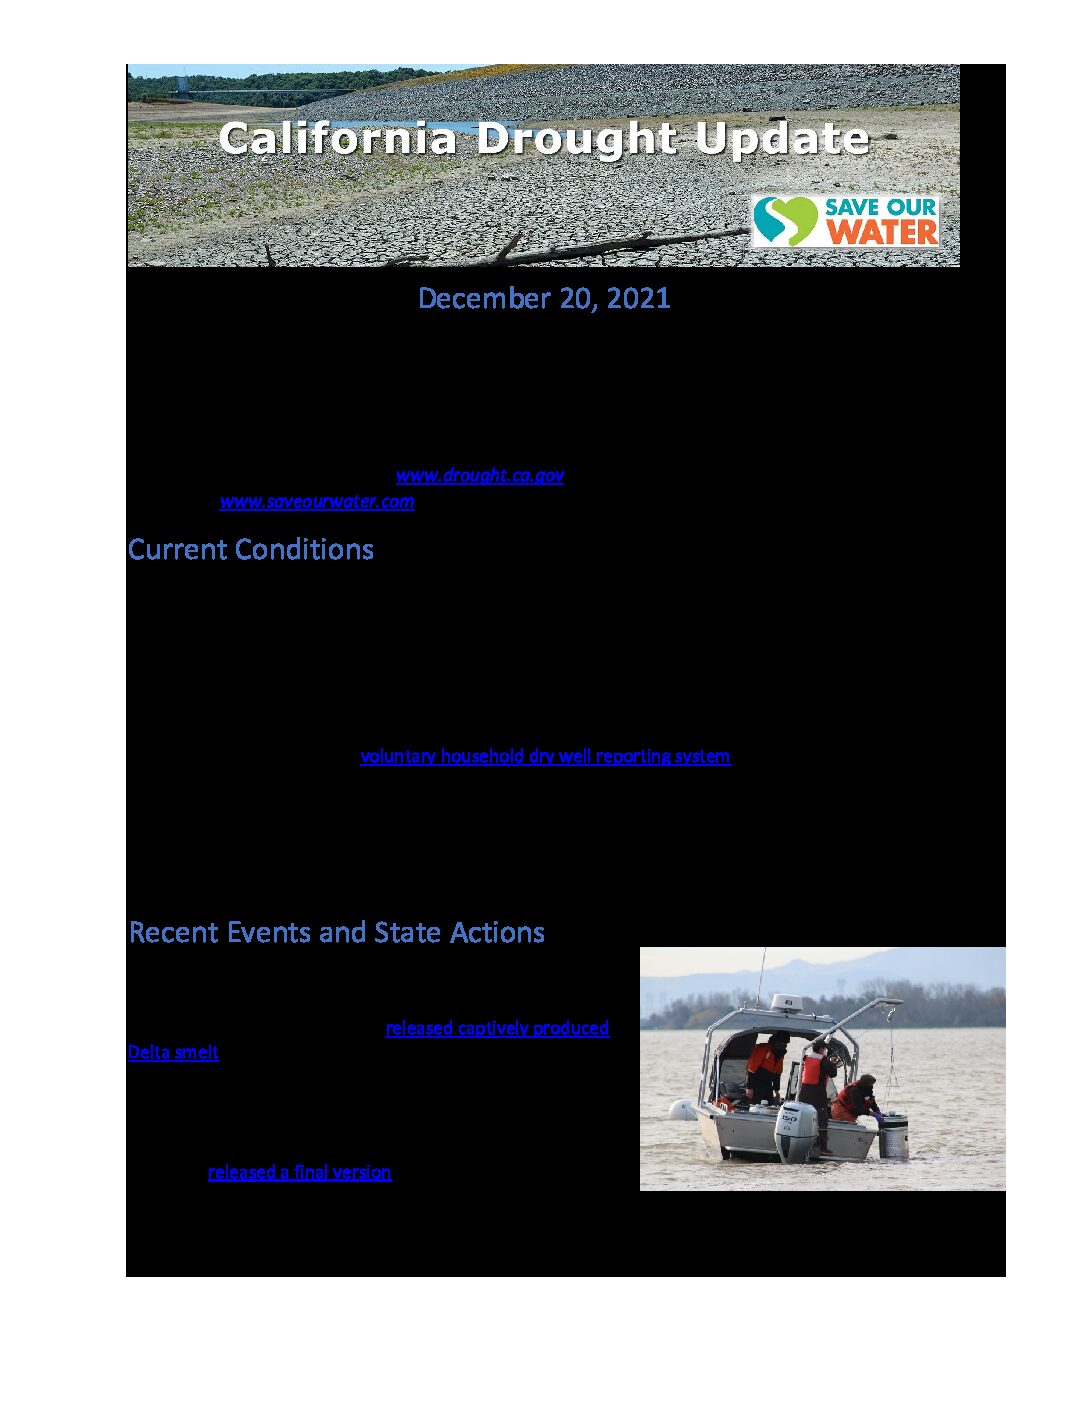 California Drought Update
SAVE OUR
WATER
December 20, 2021
www.drought.ca.gov
www.saveourwater.com
Current Conditions
voluntary household dry well reporting system
Recent Events and State Actions
released captively produced
Delta smelt
150
released a final version